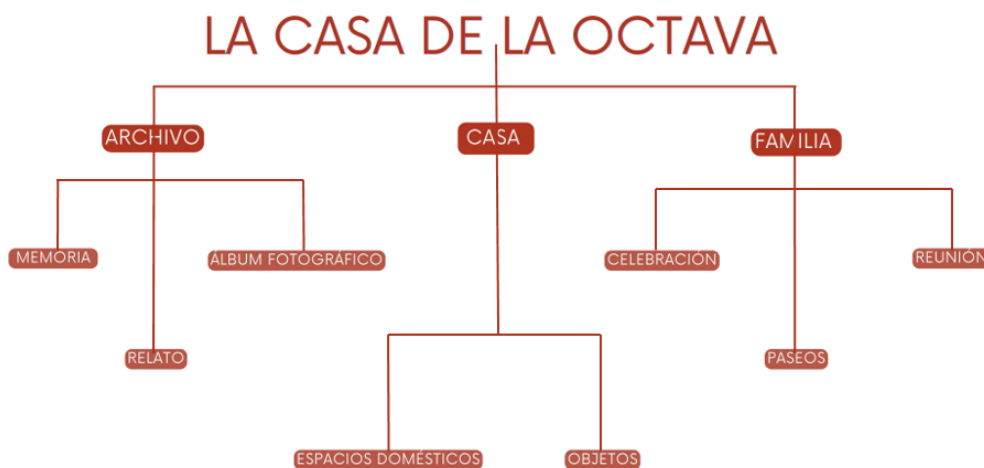 LA CASA DE LA OCTAVA
ARCHIVO
CASA
FAMILIA
MEMORIA
ÁLBUM FOTOGRÁFICO
CELEBRACIÓN
REUNIÓN
RELATO
PASEOS
ESPACIOS DOMÉSTICOS
OBJETOS